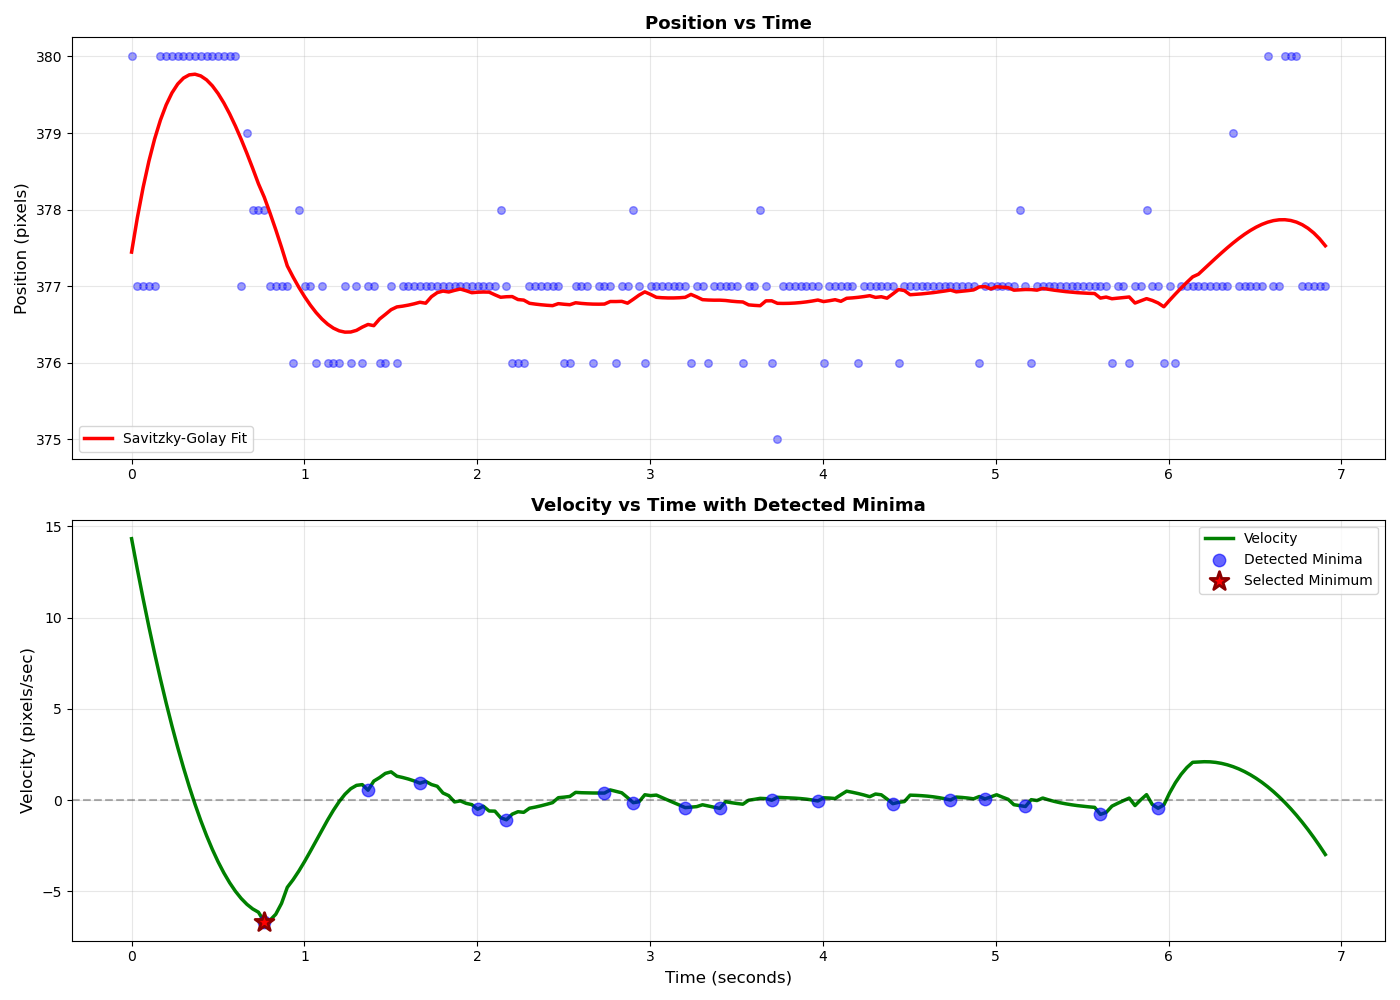 Position vs Time
Position (pixels)
380
379
378
377
376
375
Savitzky-Golay Fit
0 1 2 3 4 5 6 7
Velocity vs Time with Detected Minima
Velocity (pixels/sec)
15
10
5
0
−5
Velocity
Detected Minima
Selected Minimum
0 1 2 3 4 5 6 7
Time (seconds)